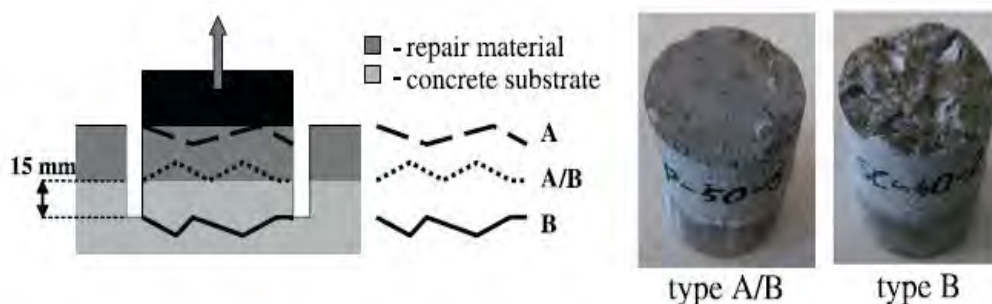 - repair material
- concrete substrate
15 mm
A
A/B
B
type A/B
type B